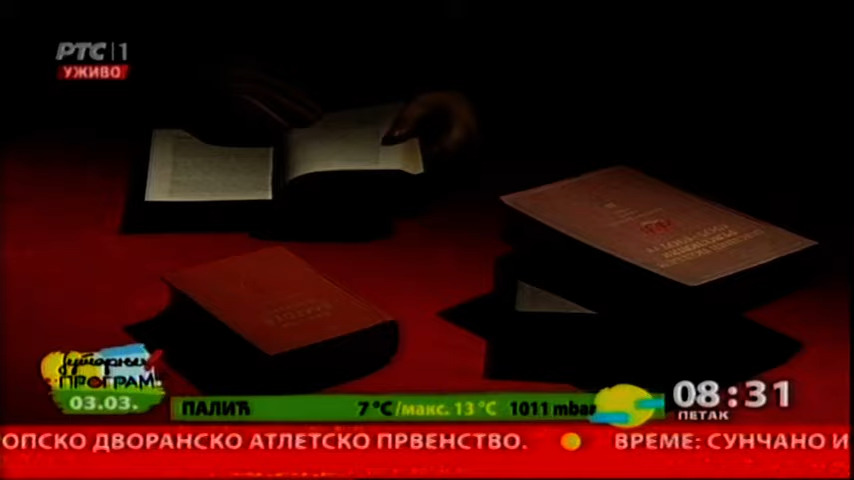 РТС 1
УЖИВО
Јутарњи
ПРОГРАМ
03.03.
ПАЛИЋ 7 °C/макс. 13 °C 1011 mbar
08:31
ПЕТАК
ОПСКО ДВОРАНСКО АТЛЕТСКО ПРВЕНСТВО. ВРЕМЕ: СУНЧАНО И